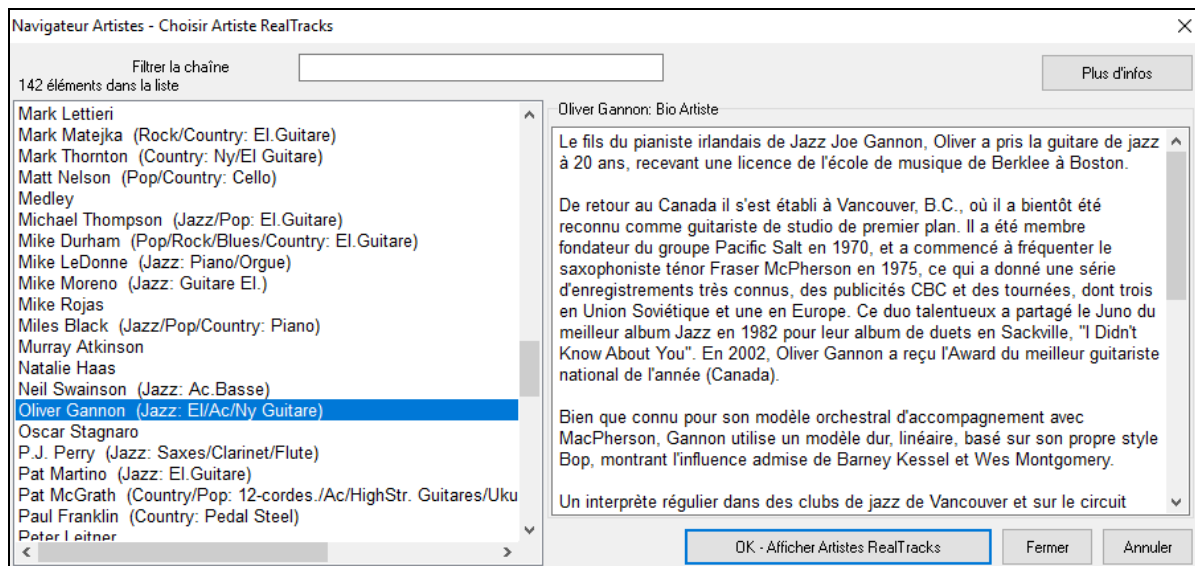 Navigateur Artistes - Choisir Artiste RealTracks
Filtrer la chaîne
142 éléments dans la liste
Plus d'infos
Mark Lettieri
Mark Matejka (Rock/Country: El.Guitare)
Mark Thornton (Country: Ny/El Guitare)
Matt Nelson (Pop/Country: Cello)
Medley
Michael Thompson (Jazz/Pop: El.Guitare)
Mike Durham (Pop/Rock/Blues/Country: El.Guitare)
Mike LeDonne (Jazz: Piano/Orgue)
Mike Moreno (Jazz: Guitare El.)
Mike Rojas
Miles Black (Jazz/Pop/Country: Piano)
Murray Atkinson
Natalie Haas
Neil Swainson (Jazz: Ac.Basse)
Oliver Gannon (Jazz: El/Ac/Ny Guitare)
Oscar Stagnaro
P.J. Perry (Jazz: Saxes/Clarinet/Flute)
Pat Martino (Jazz: El.Guitare)
Pat McGrath (Country/Pop: 12-cordes./Ac/HighStr. Guitares/Uku
Paul Franklin (Country: Pedal Steel)
Peter Leitner
Oliver Gannon: Bio Artiste
Le fils du pianiste irlandais de Jazz Joe Gannon, Oliver a pris la guitare de jazz
à 20 ans, recevant une licence de l'école de musique de Berklee à Boston.
De retour au Canada il s'est établi à Vancouver, B.C., où il a bientôt été
reconnu comme guitariste de studio de premier plan. Il a été membre
fondateur du groupe Pacific Salt en 1970, et a commencé à fréquenter le
saxophoniste ténor Fraser McPherson en 1975, ce qui a donné une série
d'enregistrements très connus, des publicités CBC et des tournées, dont trois
en Union Soviétique et une en Europe. Ce duo talentueux a partagé le Juno du
meilleur album Jazz en 1982 pour leur album de duets en Sackville, "I Didn't
Know About You". En 2002, Oliver Gannon a reçu l'Award du meilleur guitariste
national de l'année (Canada).
Bien que connu pour son modèle orchestral d'accompagnement avec
MacPherson, Gannon utilise un modèle dur, linéaire, basé sur son propre style
Bop, montrant l'influence admise de Barney Kessel et Wes Montgomery.
Un interprète régulier dans des clubs de jazz de Vancouver et sur le circuit
OK - Afficher Artistes RealTracks
Fermer
Annuler